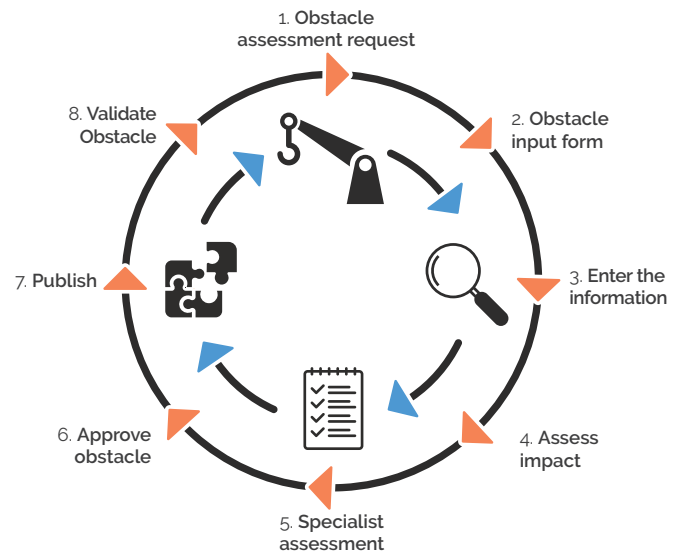 1. Obstacle
assessment request
2. Obstacle
input form
3. Enter the
information
4. Assess
impact
5. Specialist
assessment
6. Approve
obstacle
7. Publish
8. Validate
Obstacle